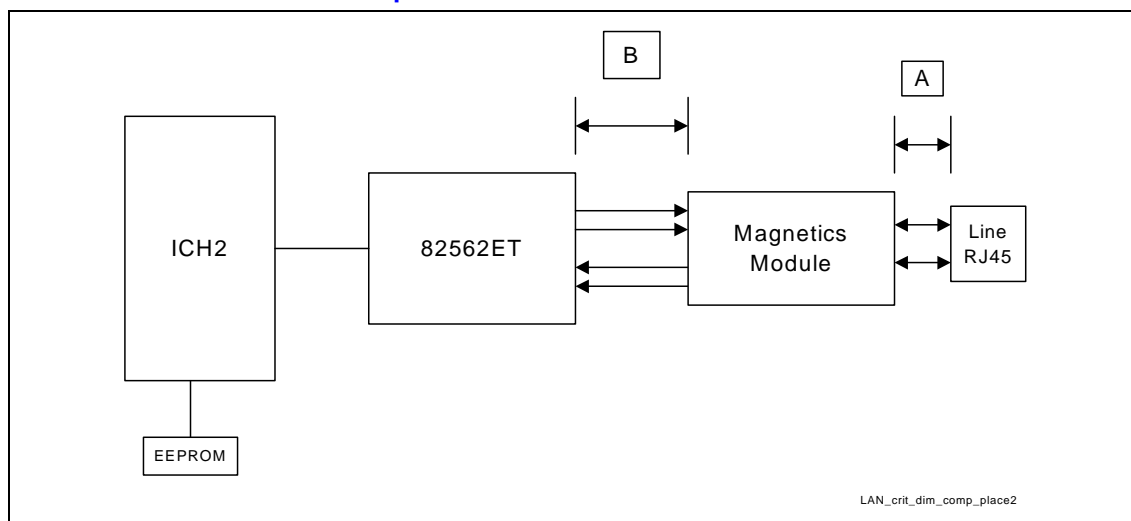 B
A
ICH2
82562ET
Magnetics
Module
Line
RJ45
EEPROM
LAN_crit_dim_comp_place2